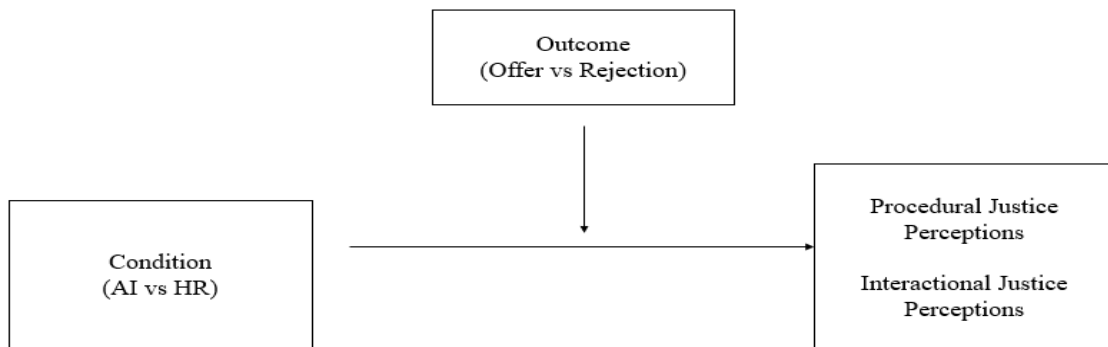 Outcome
(Offer vs Rejection)
Condition
(AI vs HR)
Procedural Justice
Perceptions
Interactional Justice
Perceptions